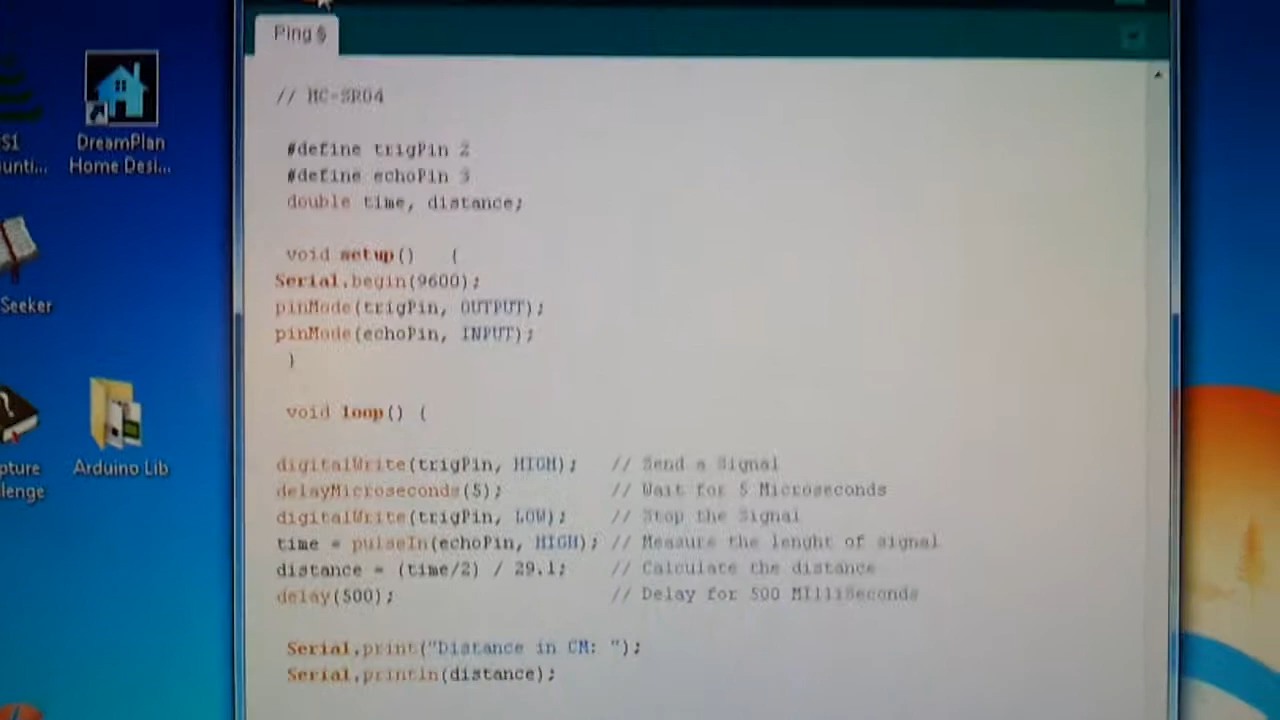 Ping §
// HC-SR04
#define trigPin 2
#define echoPin 3
double time, distance;
void setup() {
Serial.begin(9600);
pinMode(trigPin, OUTPUT);
pinMode(echoPin, INPUT);
}
void loop() {
digitalWrite(trigPin, HIGH); // Send a Signal
delayMicroseconds(5); // Wait for 5 Microseconds
digitalWrite(trigPin, LOW); // Stop the Signal
time = pulseIn(echoPin, HIGH); // Measure the lenght of signal
distance = (time/2) / 29.1; // Calculate the distance
delay(500); // Delay for 500 MIlliSeconds
Serial.print("Distance in CM: ");
Serial.println(distance);
DreamPlan
Home Desi...
S1
unti...
Seeker
Arduino Lib
pture
lenge